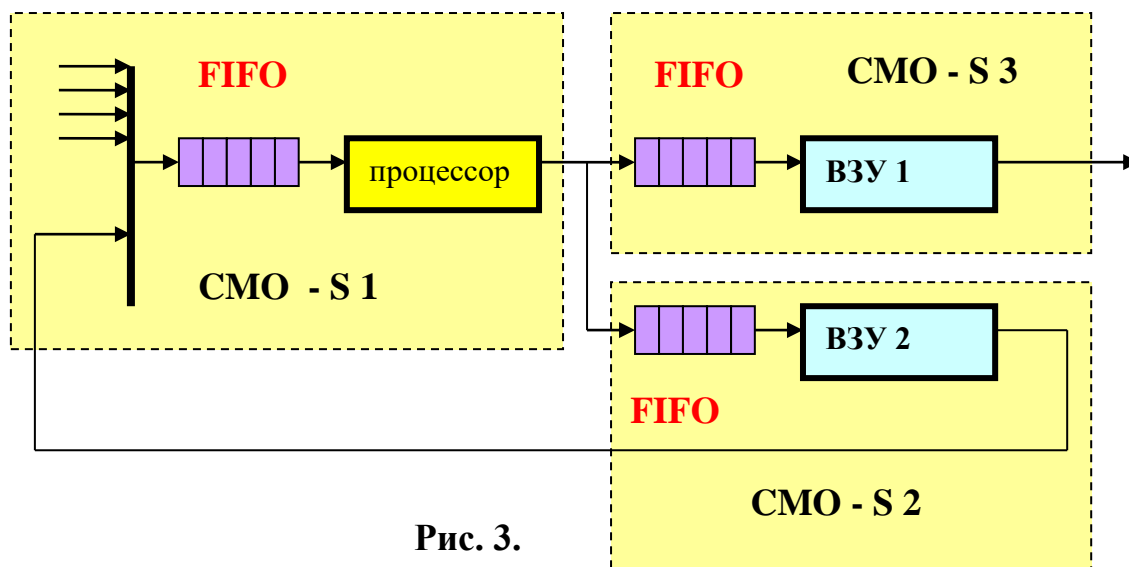 FIFO
процессор
СМО - S 1
FIFO
СМО - S 3
ВЗУ 1
ВЗУ 2
FIFO
СМО - S 2
Рис. 3.